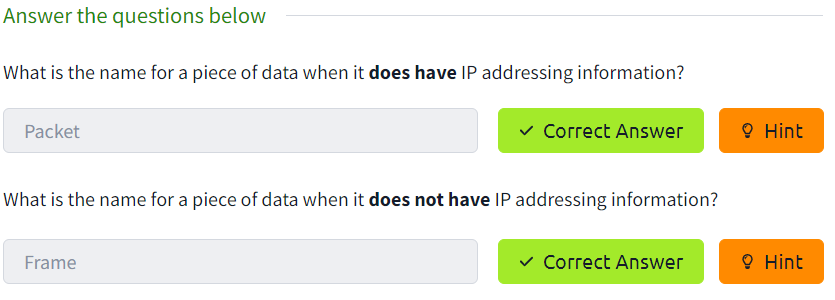 Answer the questions below
What is the name for a piece of data when it does have IP addressing information?
Packet Correct Answer Hint
What is the name for a piece of data when it does not have IP addressing information?
Frame Correct Answer Hint